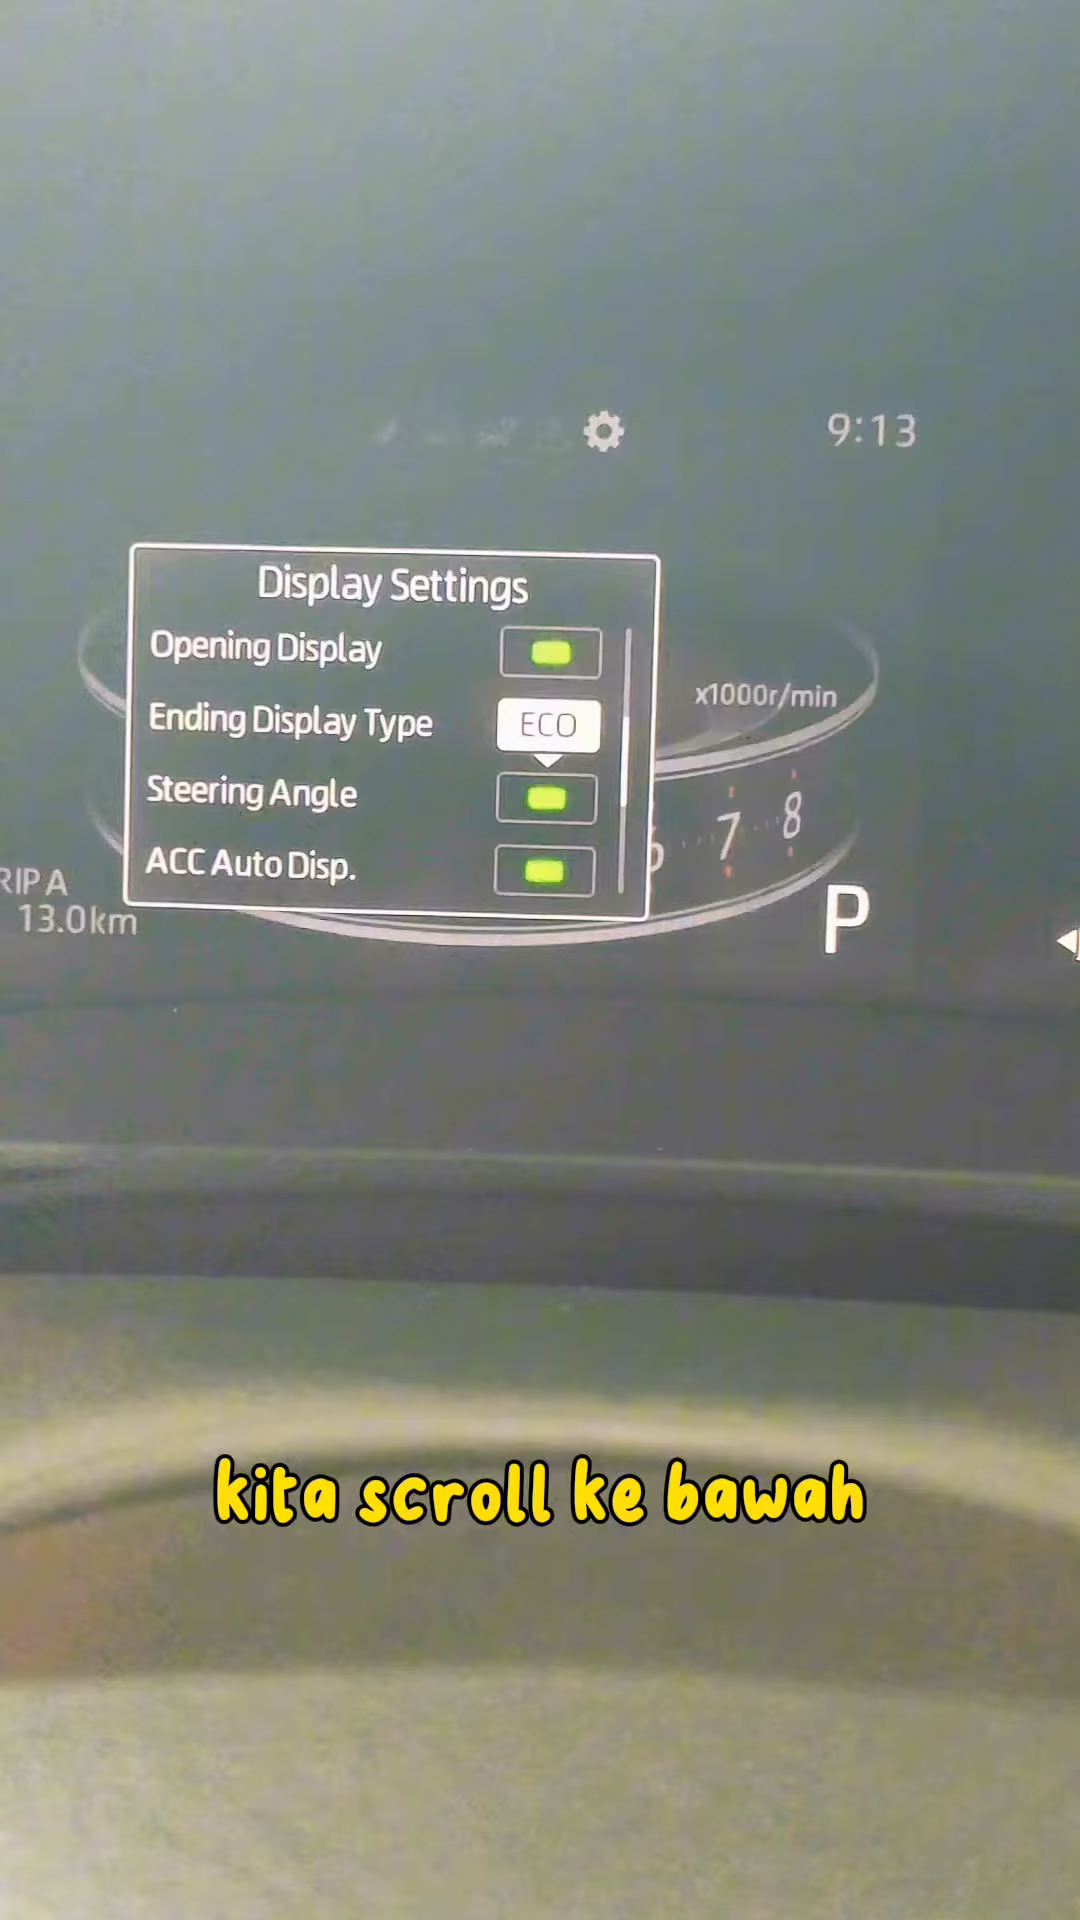 9:13
Display Settings
Opening Display
Ending Display Type ECO
Steering Angle
ACC Auto Disp.
x1000r/min
7 8
RIP A
13.0km
P
kita scroll ke bawah